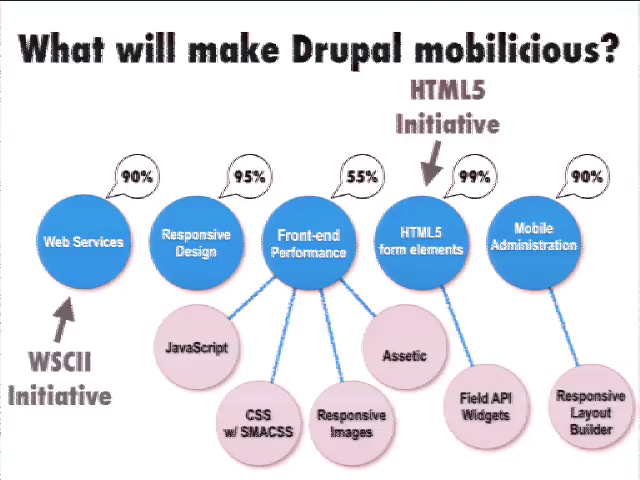 What will make Drupal mobilicious?
HTML5
Initiative
90%
95%
55%
99%
90%
Web Services
Responsive
Design
Front-end
Performance
HTML5
form elements
Mobile
Administration
WSCII
Initiative
JavaScript
Assetic
CSS
w/ SMACSS
Responsive
Images
Field API
Widgets
Responsive
Layout
Builder